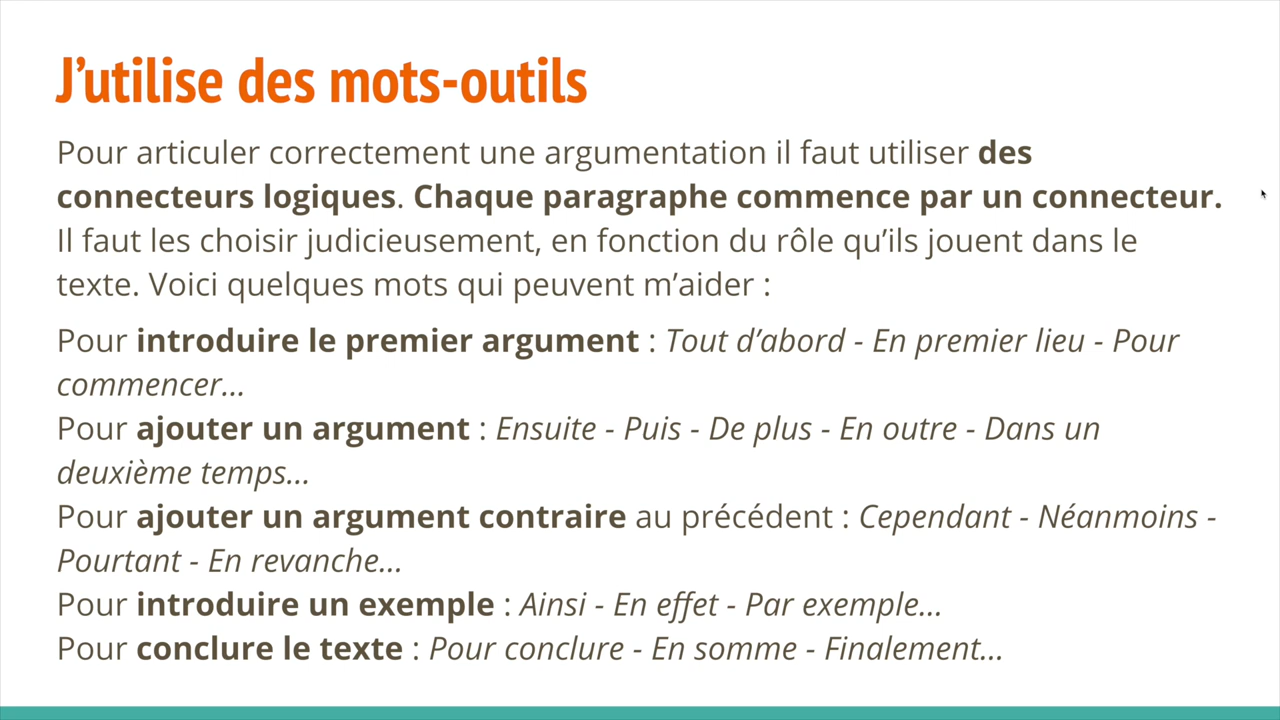 J’utilise des mots-outils
Pour articuler correctement une argumentation il faut utiliser des
connecteurs logiques. Chaque paragraphe commence par un connecteur.
Il faut les choisir judicieusement, en fonction du rôle qu’ils jouent dans le
texte. Voici quelques mots qui peuvent m’aider :
Pour introduire le premier argument : Tout d’abord - En premier lieu - Pour
commencer...
Pour ajouter un argument : Ensuite - Puis - De plus - En outre - Dans un
deuxième temps...
Pour ajouter un argument contraire au précédent : Cependant - Néanmoins -
Pourtant - En revanche...
Pour introduire un exemple : Ainsi - En effet - Par exemple...
Pour conclure le texte : Pour conclure - En somme - Finalement...